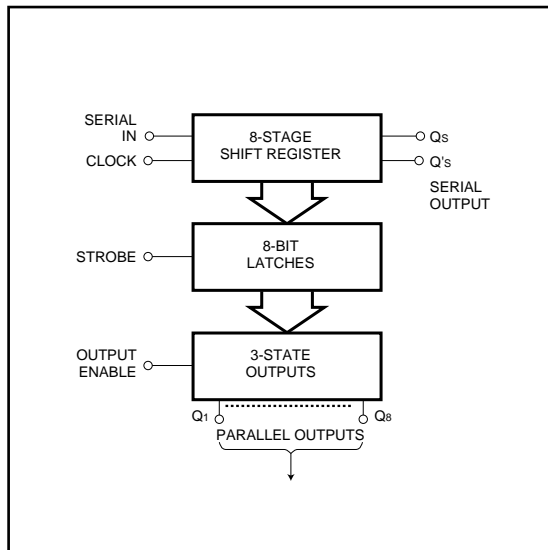 SERIAL
IN
CLOCK
8-STAGE
SHIFT REGISTER
QS
Q's
SERIAL
OUTPUT
STROBE
8-BIT
LATCHES
OUTPUT
ENABLE
3-STATE
OUTPUTS
Q1
Q8
PARALLEL OUTPUTS